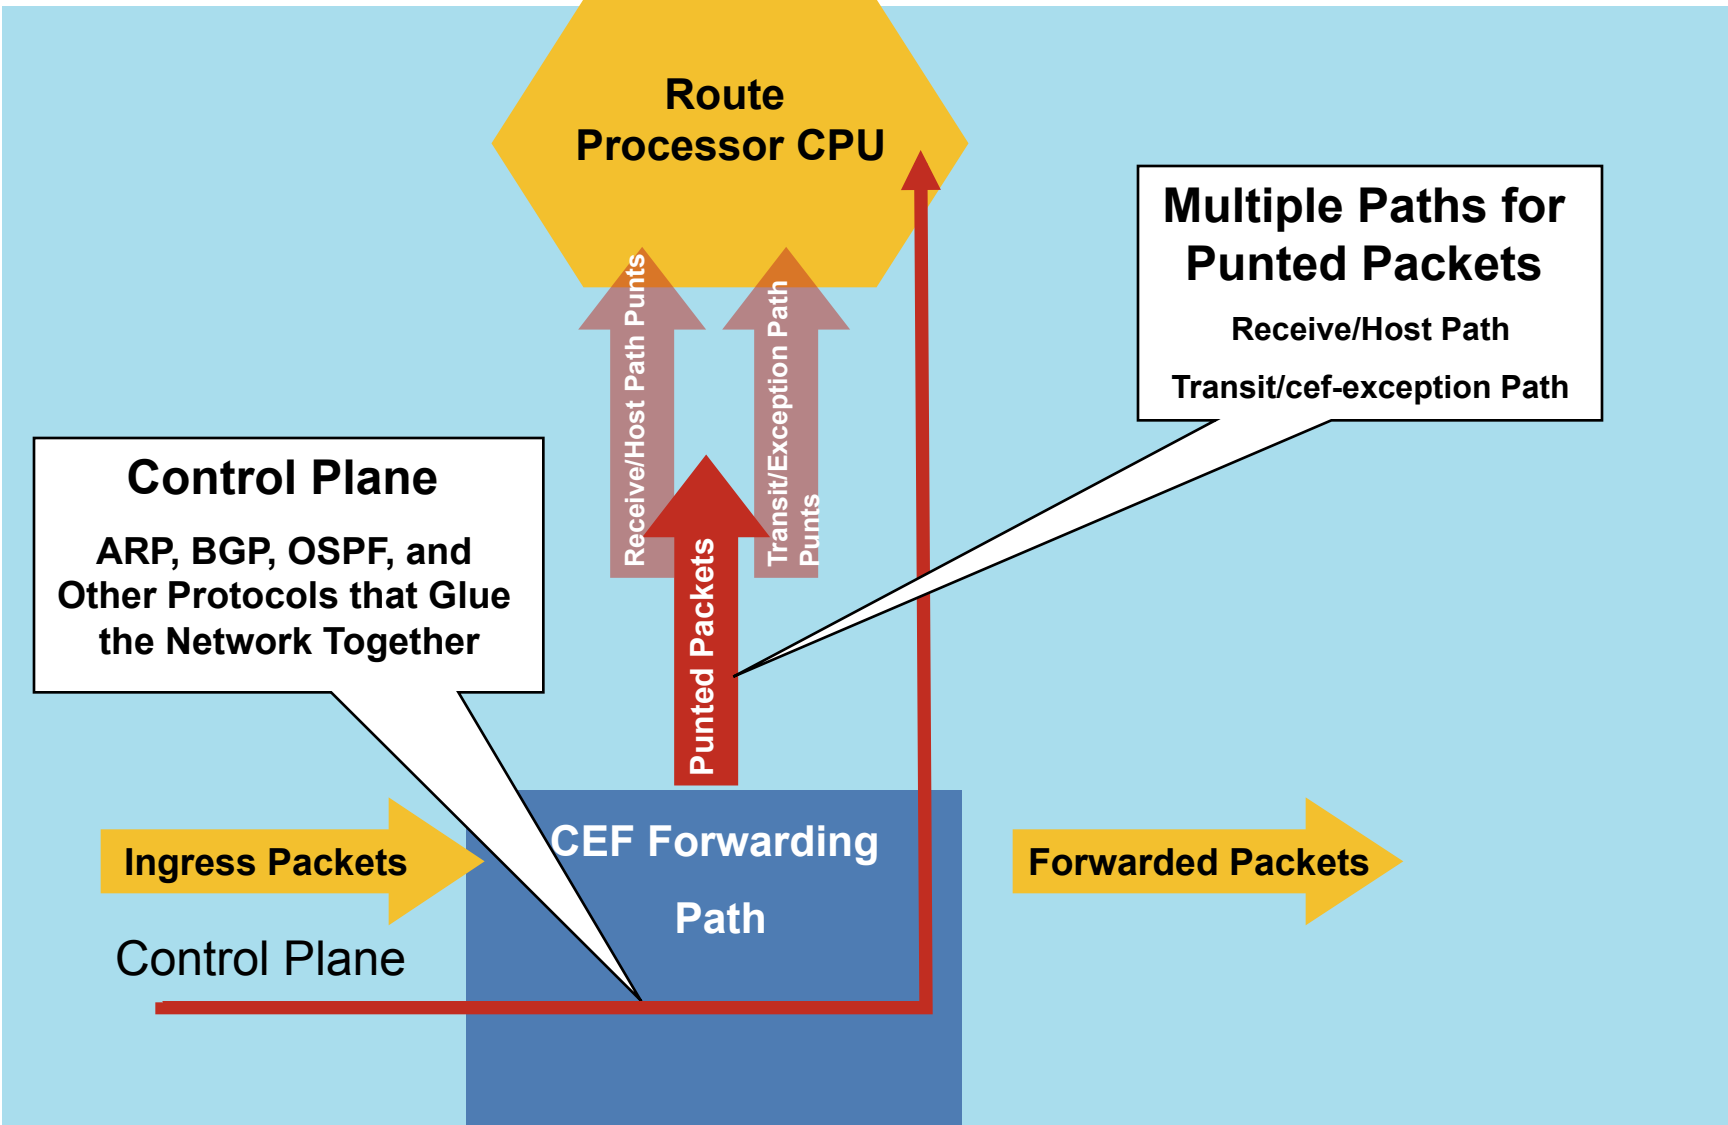 Route
Processor CPU
Multiple Paths for
Punted Packets
Receive/Host Path
Transit/cef-exception Path
Receive/Host Path Punts
Transit/Exception Path
Punts
Control Plane
ARP, BGP, OSPF, and
Other Protocols that Glue
the Network Together
Punted Packets
CEF Forwarding
Path
Ingress Packets
Forwarded Packets
Control Plane